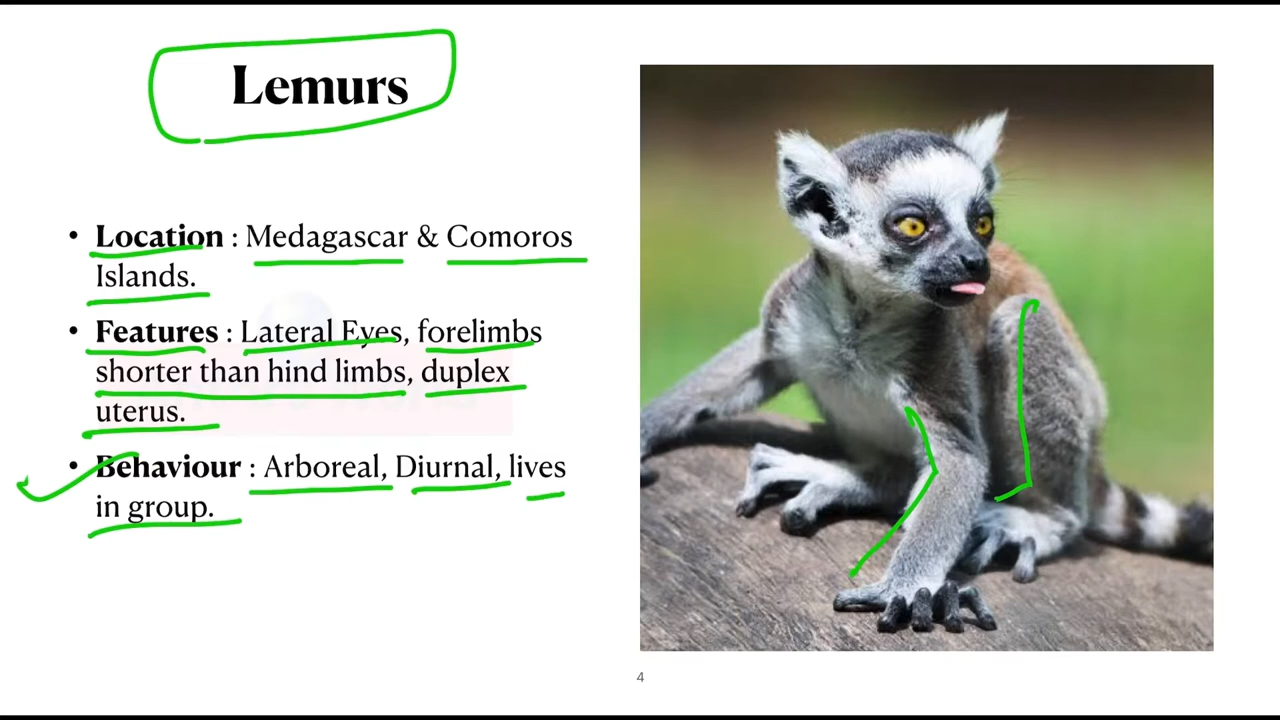 Lemurs
• Location : Medagascar & Comoros
Islands.
• Features : Lateral Eyes, forelimbs
shorter than hind limbs, duplex
uterus.
• Behaviour : Arboreal, Diurnal, lives
in group.
4